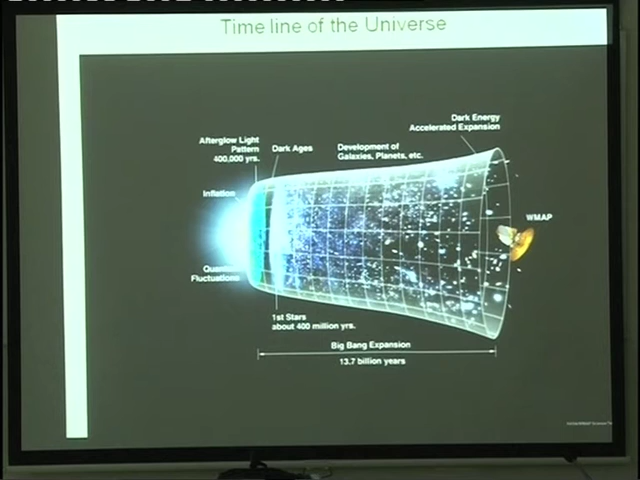 Time line of the Universe
Dark Energy
Accelerated Expansion
Afterglow Light
Pattern
400,000 yrs.
Dark Ages
Development of
Galaxies, Planets, etc.
Inflation
WMAP
Fluctuations
1st Stars
about 400 million yrs.
Big Bang Expansion
13.7 billion years